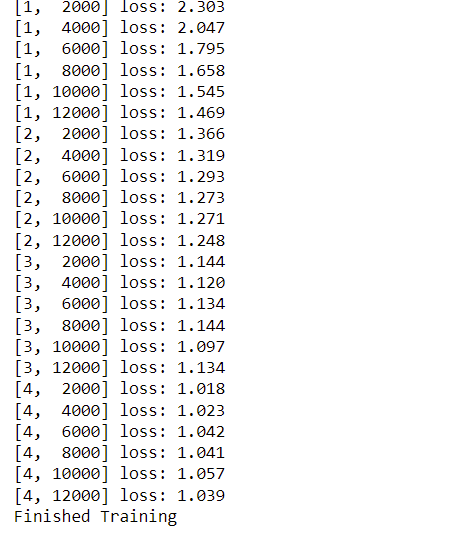 [1,  2000] loss: 2.303
[1,  4000] loss: 2.047
[1,  6000] loss: 1.795
[1,  8000] loss: 1.658
[1, 10000] loss: 1.545
[1, 12000] loss: 1.469
[2,  2000] loss: 1.366
[2,  4000] loss: 1.319
[2,  6000] loss: 1.293
[2,  8000] loss: 1.273
[2, 10000] loss: 1.271
[2, 12000] loss: 1.248
[3,  2000] loss: 1.144
[3,  4000] loss: 1.120
[3,  6000] loss: 1.134
[3,  8000] loss: 1.144
[3, 10000] loss: 1.097
[3, 12000] loss: 1.134
[4,  2000] loss: 1.018
[4,  4000] loss: 1.023
[4,  6000] loss: 1.042
[4,  8000] loss: 1.041
[4, 10000] loss: 1.057
[4, 12000] loss: 1.039
Finished Training